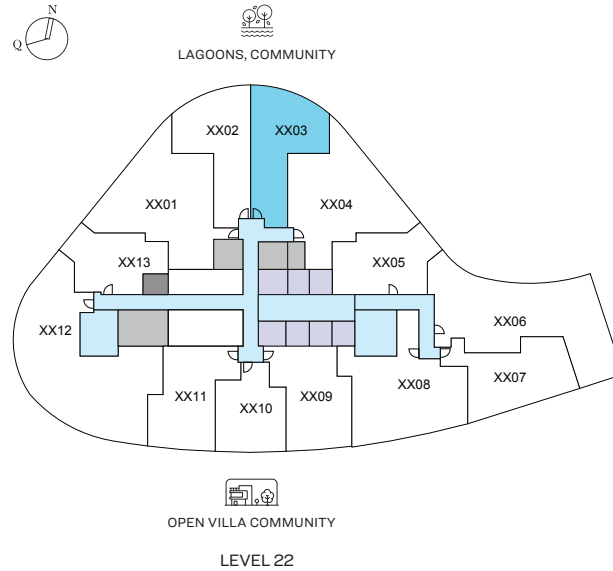 N
Q
LAGOONS, COMMUNITY
XX02
XX03
XX01
XX04
XX13
XX05
XX12
XX06
XX08
XX07
XX11
XX10
XX09
OPEN VILLA COMMUNITY
LEVEL 22